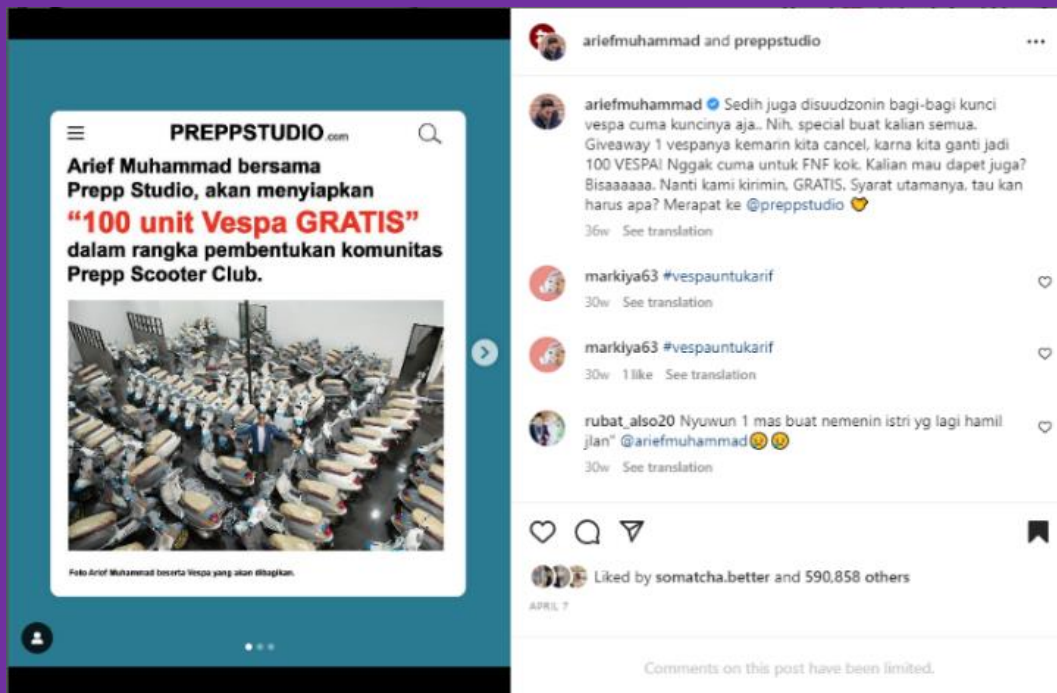 PREPPSTUDIO.com
Arief Muhammad bersama
Prepp Studio, akan menyiapkan
“100 unit Vespa GRATIS”
dalam rangka pembentukan komunitas
Prepp Scooter Club.
Foto Arief Muhammad beserta Vespa yang akan dibagikan.
ariefmuhammad and preppstudio
ariefmuhammad Sedih juga disuudzonin bagi-bagi kunci
vespa cuma kuncinya aja.. Nih, special buat kalian semua.
Giveaway 1 vespanya kemarin kita cancel, karna kita ganti jadi
100 VESPA! Nggak cuma untuk FNF kok. Kalian mau dapet juga?
Bisaaaaaa. Nanti kami kirimin, GRATIS. Syarat utamanya, tau kan
harus apa? Merapat ke @preppstudio 🧡
36w See translation
markiya63 #vespauntukarif
30w See translation
markiya63 #vespauntukarif
30w 1 like See translation
rubat_also20 Nyuwun 1 mas buat nemenin istri yg lagi hamil
jlan" @ariefmuhammad😢😢
30w See translation
Liked by somatcha.better and 590,858 others
APRIL 7
Comments on this post have been limited.